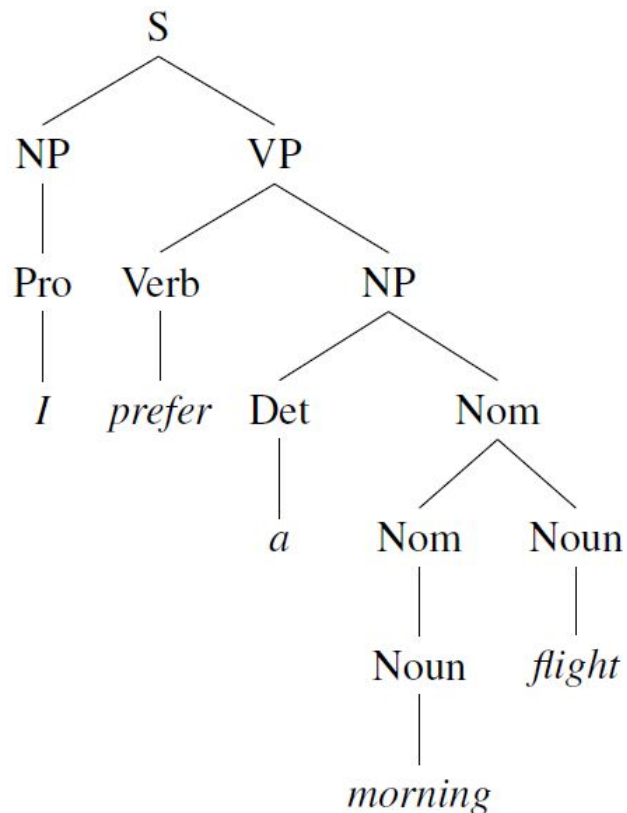 S
NP VP
Pro Verb NP
I prefer Det Nom
a Nom Noun
Noun flight
morning